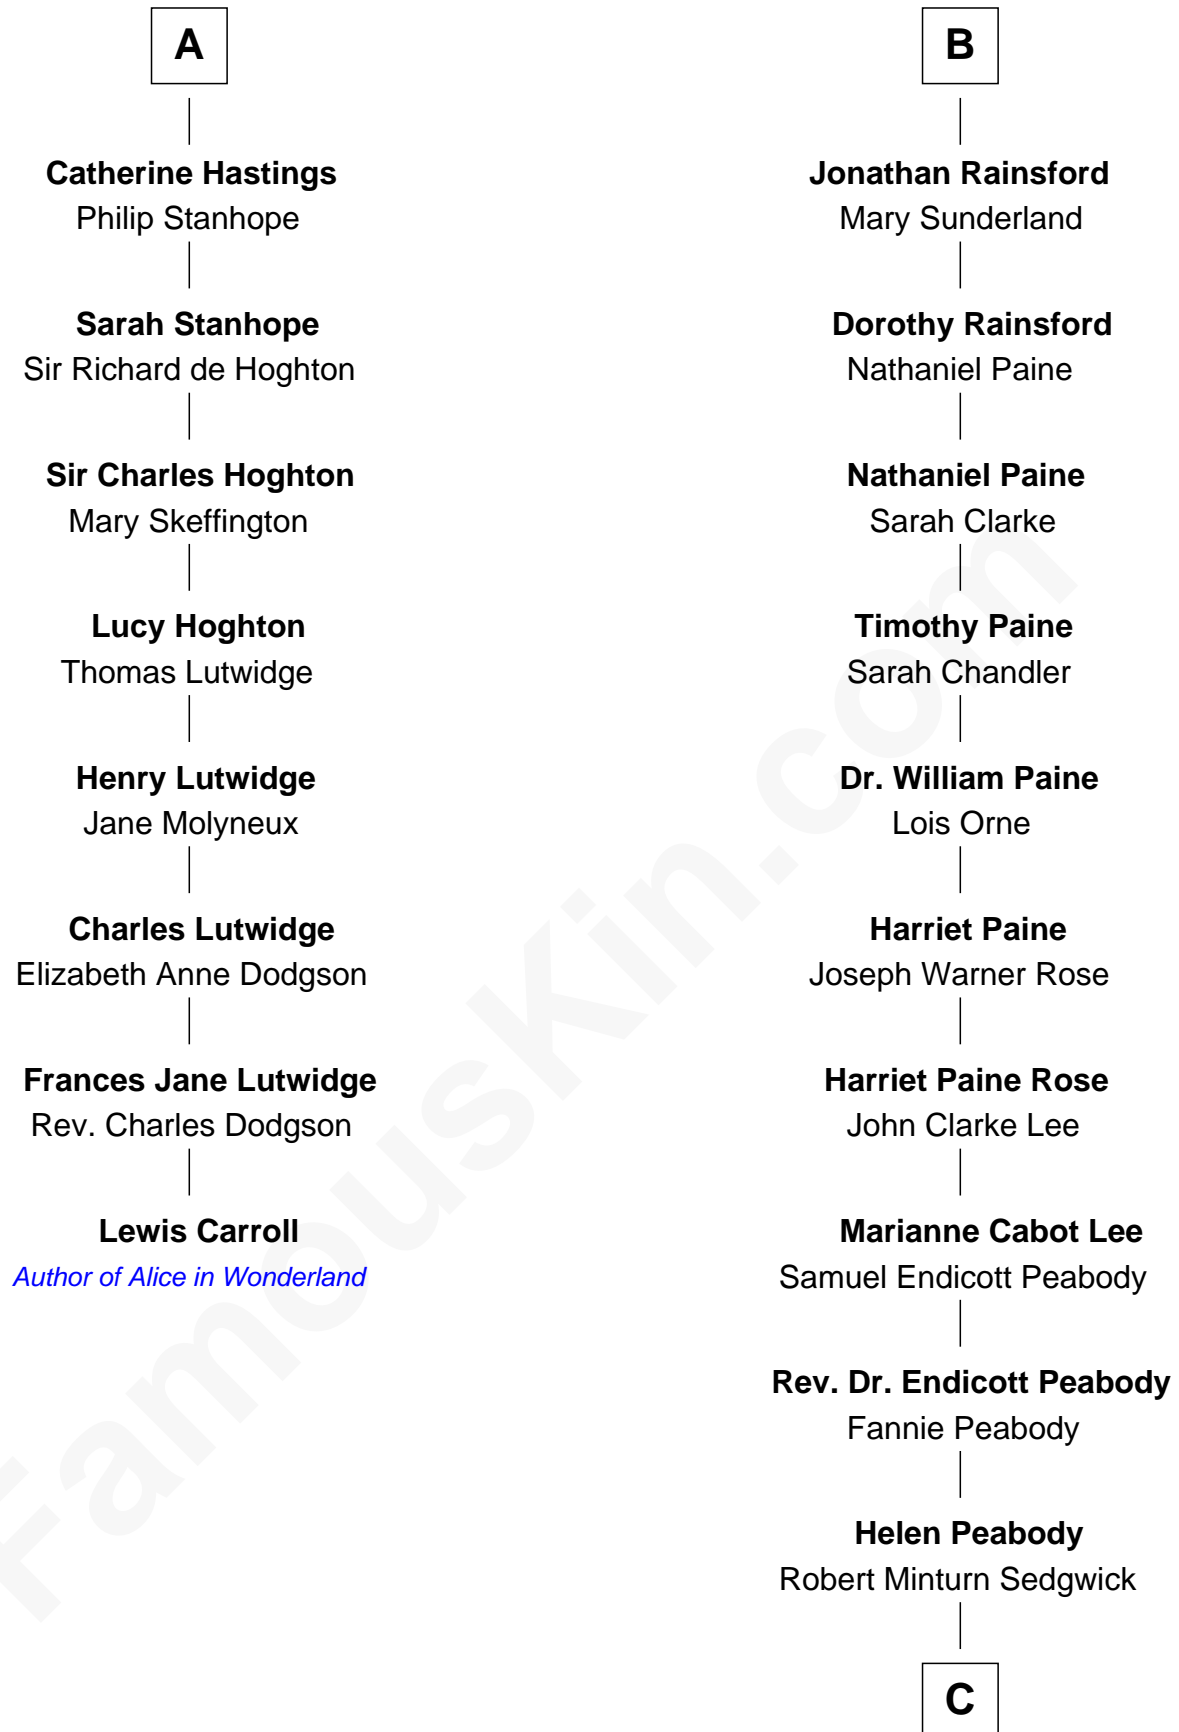 A
Catherine Hastings
Philip Stanhope
Sarah Stanhope
Sir Richard de Hoghton
Sir Charles Hoghton
Mary Skeffington
Lucy Hoghton
Thomas Lutwidge
Henry Lutwidge
Jane Molyneux
Charles Lutwidge
Elizabeth Anne Dodgson
Frances Jane Lutwidge
Rev. Charles Dodgson
Lewis Carroll
Author of Alice in Wonderland
B
Jonathan Rainsford
Mary Sunderland
Dorothy Rainsford
Nathaniel Paine
Nathaniel Paine
Sarah Clarke
Timothy Paine
Sarah Chandler
Dr. William Paine
Lois Orne
Harriet Paine
Joseph Warner Rose
Harriet Paine Rose
John Clarke Lee
Marianne Cabot Lee
Samuel Endicott Peabody
Rev. Dr. Endicott Peabody
Fannie Peabody
Helen Peabody
Robert Minturn Sedgwick
C
FamousKin.com